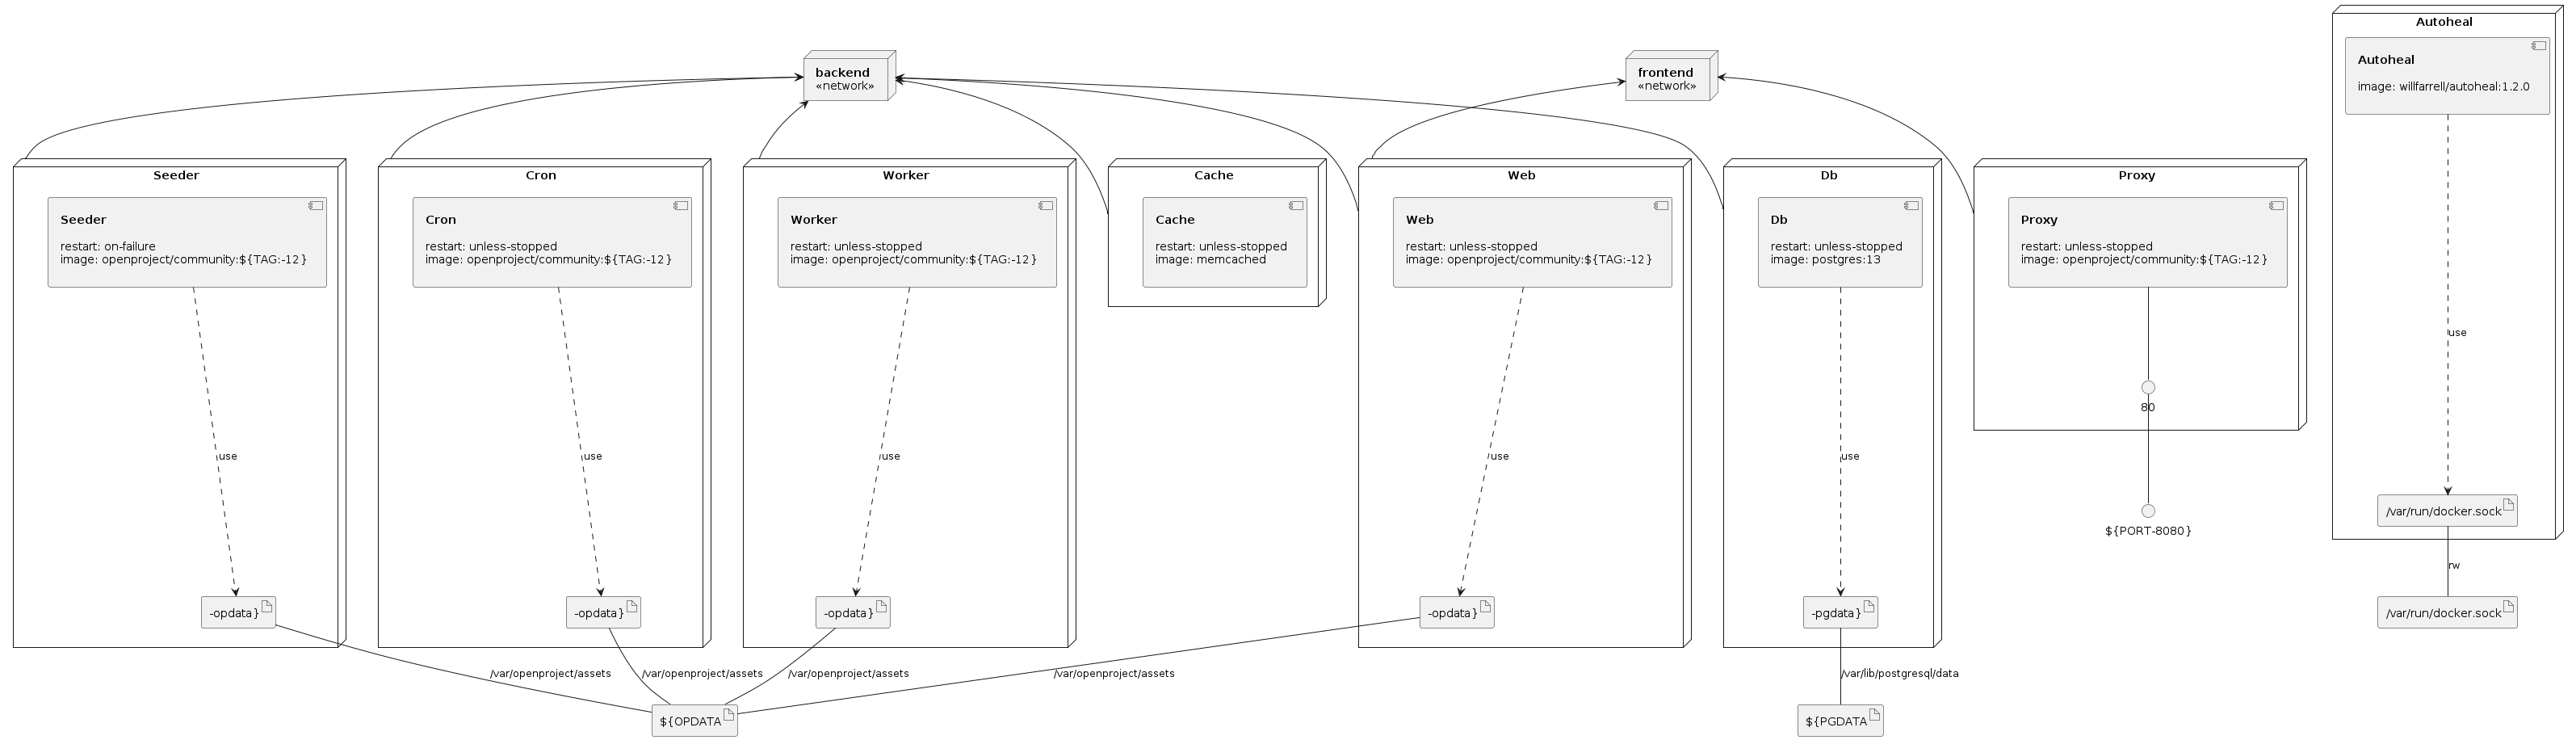 Autoheal
Autoheal
image: willfarrell/autoheal:1.2.0
backend
«network»
frontend
«network»
Seeder
Cron
Worker
Cache
Web
Db
Proxy
Seeder
restart: on-failure
image: openproject/community:${TAG:-12}
Cron
restart: unless-stopped
image: openproject/community:${TAG:-12}
Worker
restart: unless-stopped
image: openproject/community:${TAG:-12}
Cache
restart: unless-stopped
image: memcached
Web
restart: unless-stopped
image: openproject/community:${TAG:-12}
Db
restart: unless-stopped
image: postgres:13
Proxy
restart: unless-stopped
image: openproject/community:${TAG:-12}
use
80
use
use
use
use
use
/var/run/docker.sock
${PORT-8080}
rw
-opdata}
-opdata}
-opdata}
-opdata}
-pgdata}
/var/run/docker.sock
/var/openproject/assets
/var/openproject/assets
/var/openproject/assets
/var/openproject/assets
/var/lib/postgresql/data
${OPDATA
${PGDATA